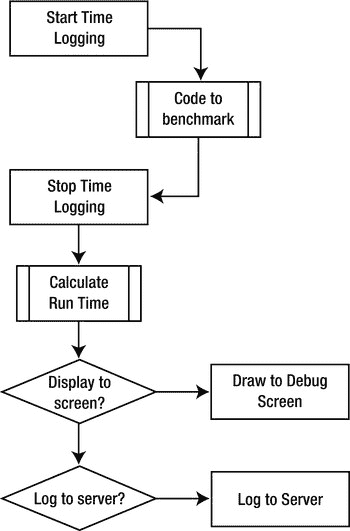 Start Time
Logging
Code to
benchmark
Stop Time
Logging
Calculate
Run Time
Display to
screen?
Draw to Debug
Screen
Log to server?
Log to Server